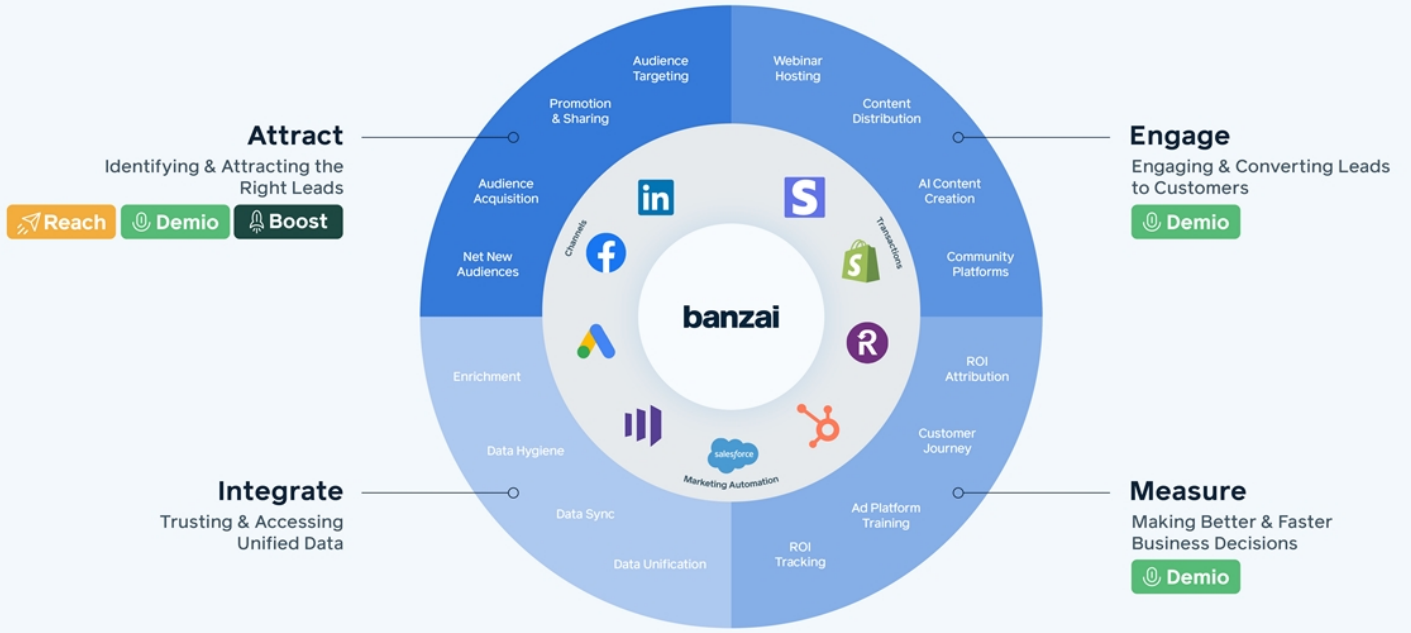 Attract
Identifying & Attracting the
Right Leads
Reach
Demio
Boost
Audience
Targeting
Promotion
& Sharing
Audience
Acquisition
Net New
Audiences
Webinar
Hosting
Content
Distribution
AI Content
Creation
Community
Platforms
Engage
Engaging & Converting Leads
to Customers
Demio
Channels
in
S
Transactions
f
S
banzai
R
salesforce
Marketing Automation
Integrate
Trusting & Accessing
Unified Data
Enrichment
Data Hygiene
Data Sync
Data Unification
ROI
Attribution
Customer
Journey
Ad Platform
Training
ROI
Tracking
Measure
Making Better & Faster
Business Decisions
Demio